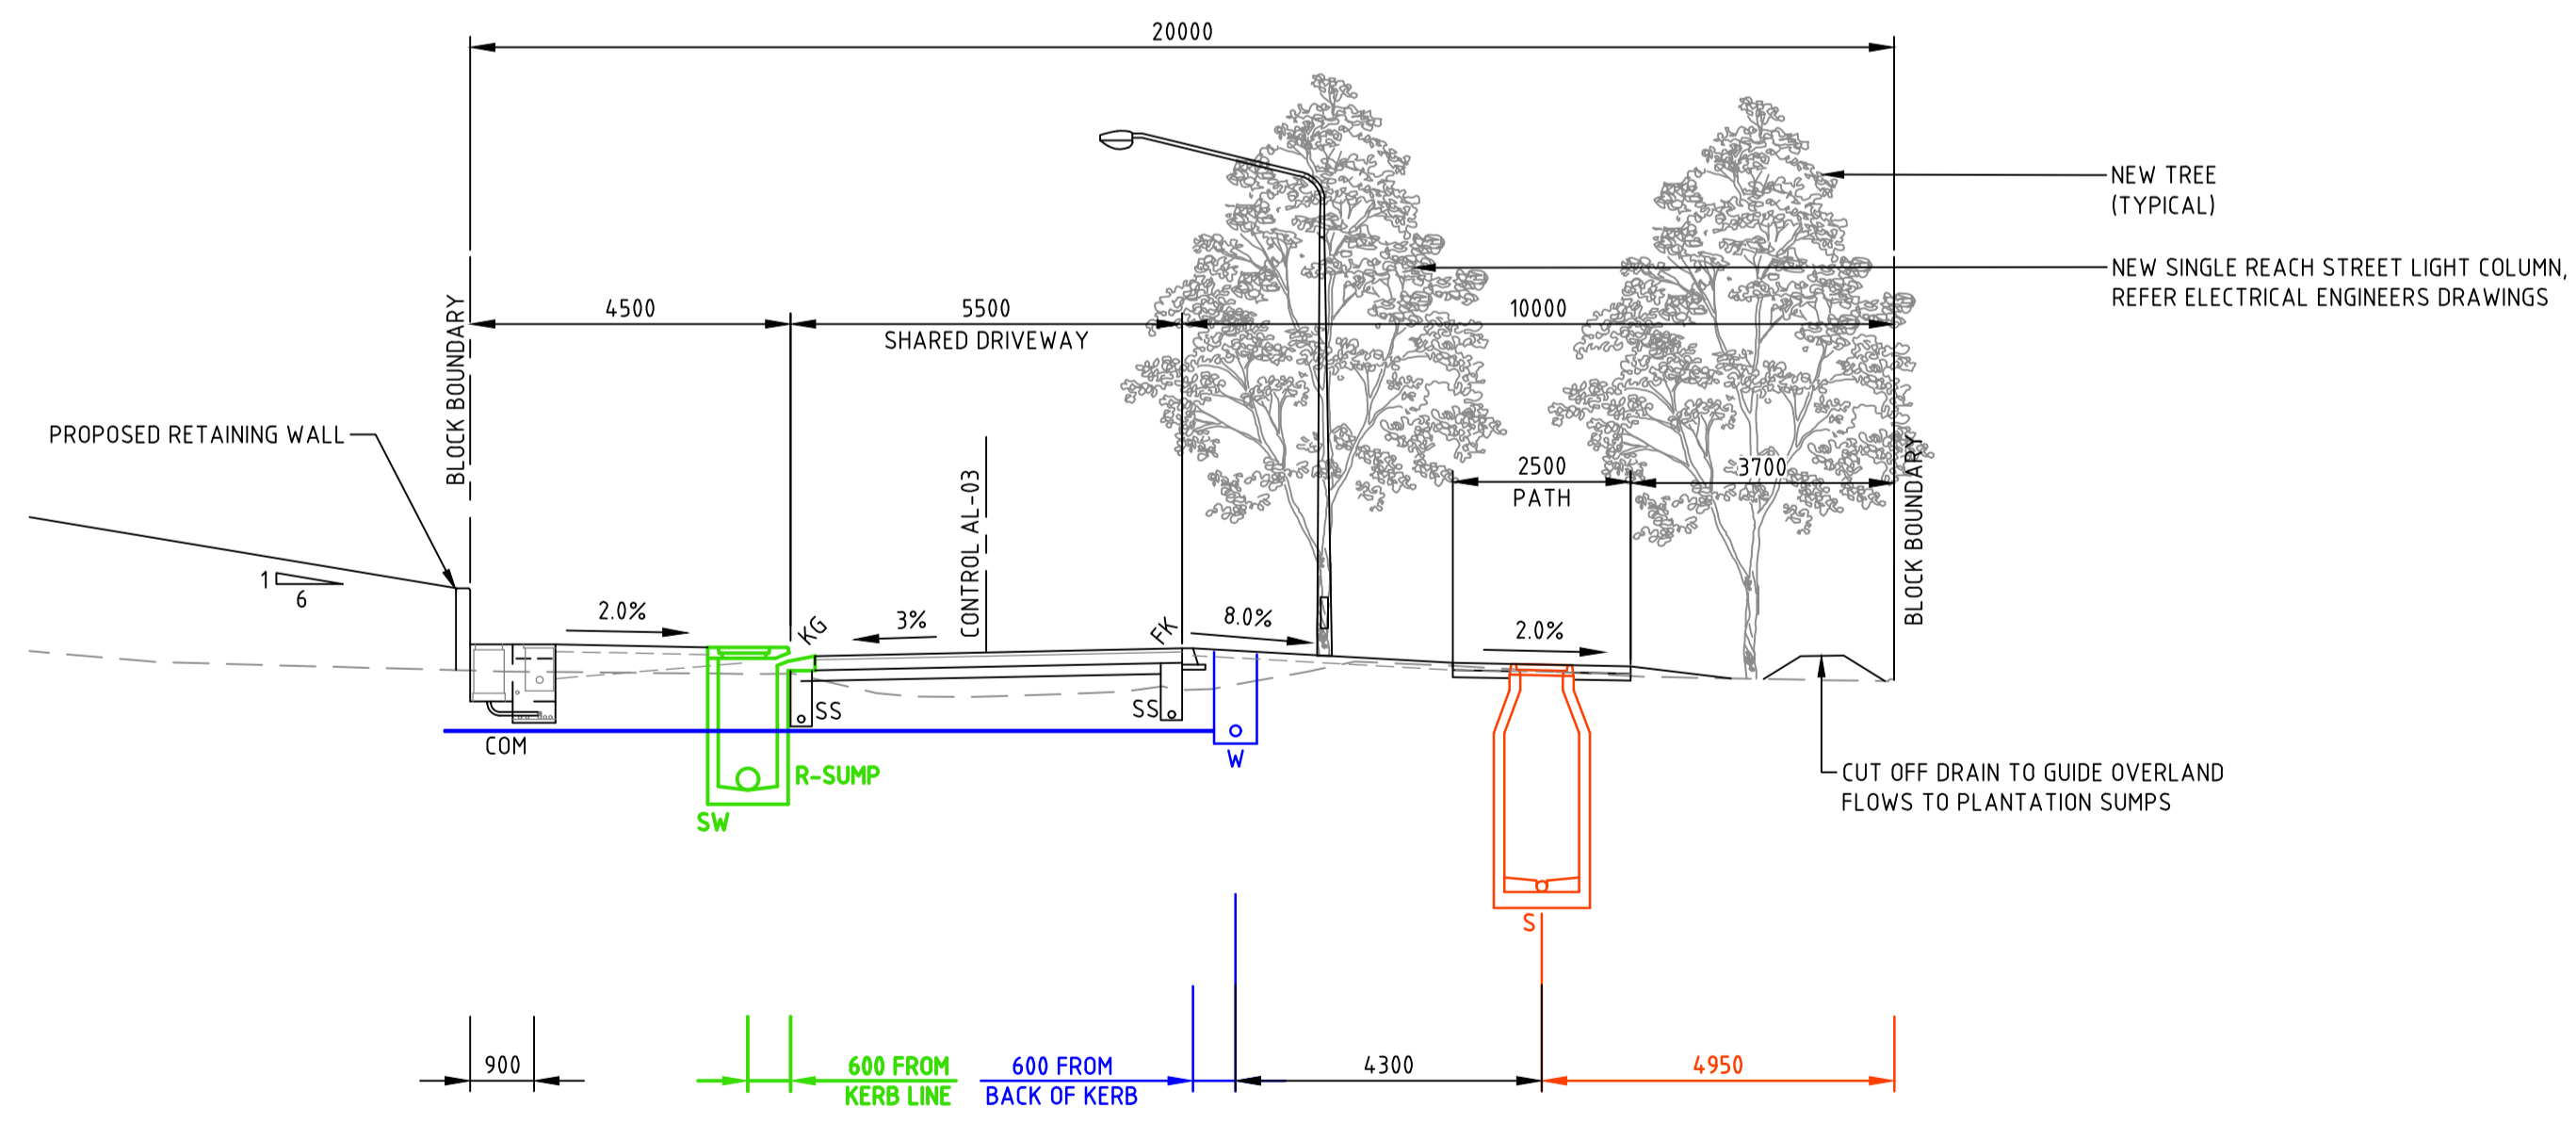 20000
NEW TREE
(TYPICAL)
NEW SINGLE REACH STREET LIGHT COLUMN,
REFER ELECTRICAL ENGINEERS DRAWINGS
4500
5500
10000
SHARED DRIVEWAY
BLOCK BOUNDARY
PROPOSED RETAINING WALL
2500
PATH
3700
BLOCK BOUNDARY
CONTROL AL-03
1
6
2.0%
KG
3%
FK
8.0%
2.0%
SS
SS
COM
W
R-SUMP
SW
CUT OFF DRAIN TO GUIDE OVERLAND
FLOWS TO PLANTATION SUMPS
S
900
600 FROM
KERB LINE
600 FROM
BACK OF KERB
4300
4950